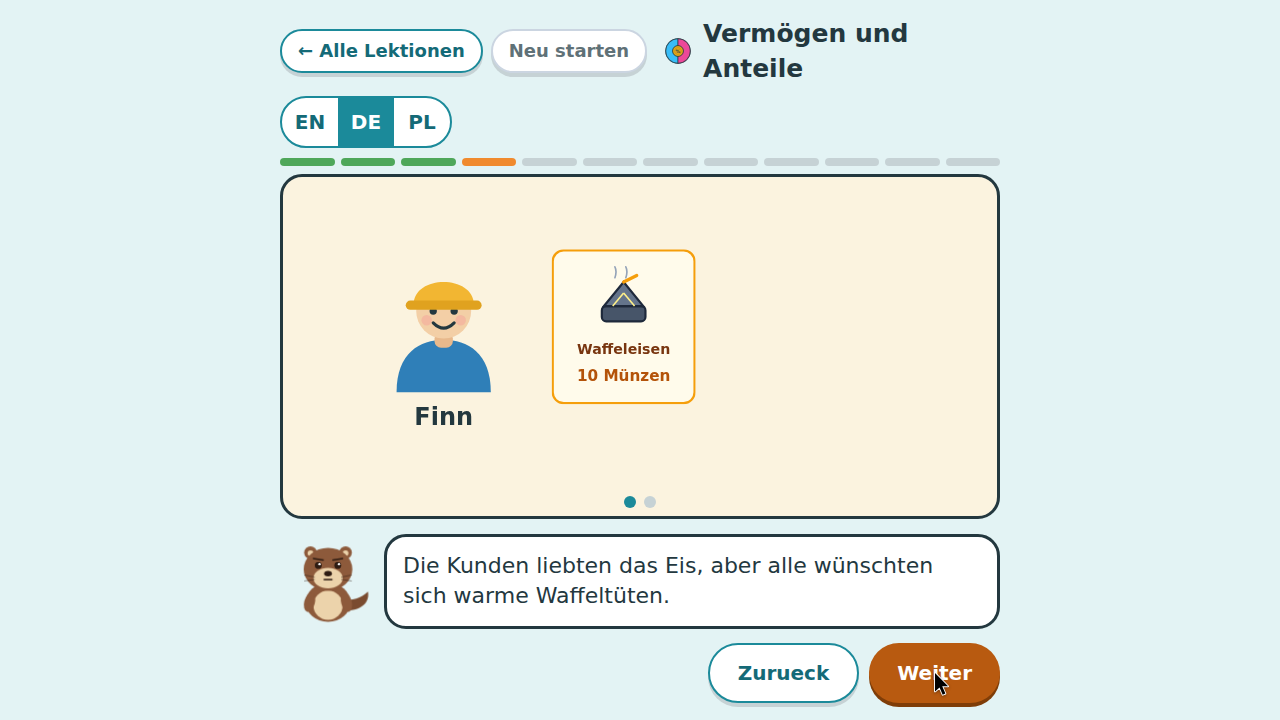 ← Alle Lektionen
Neu starten
Vermögen und
Anteile
EN DE PL
Waffeleisen
10 Münzen
Finn
Die Kunden liebten das Eis, aber alle wünschten
sich warme Waffeltüten.
Zurueck
Weiter